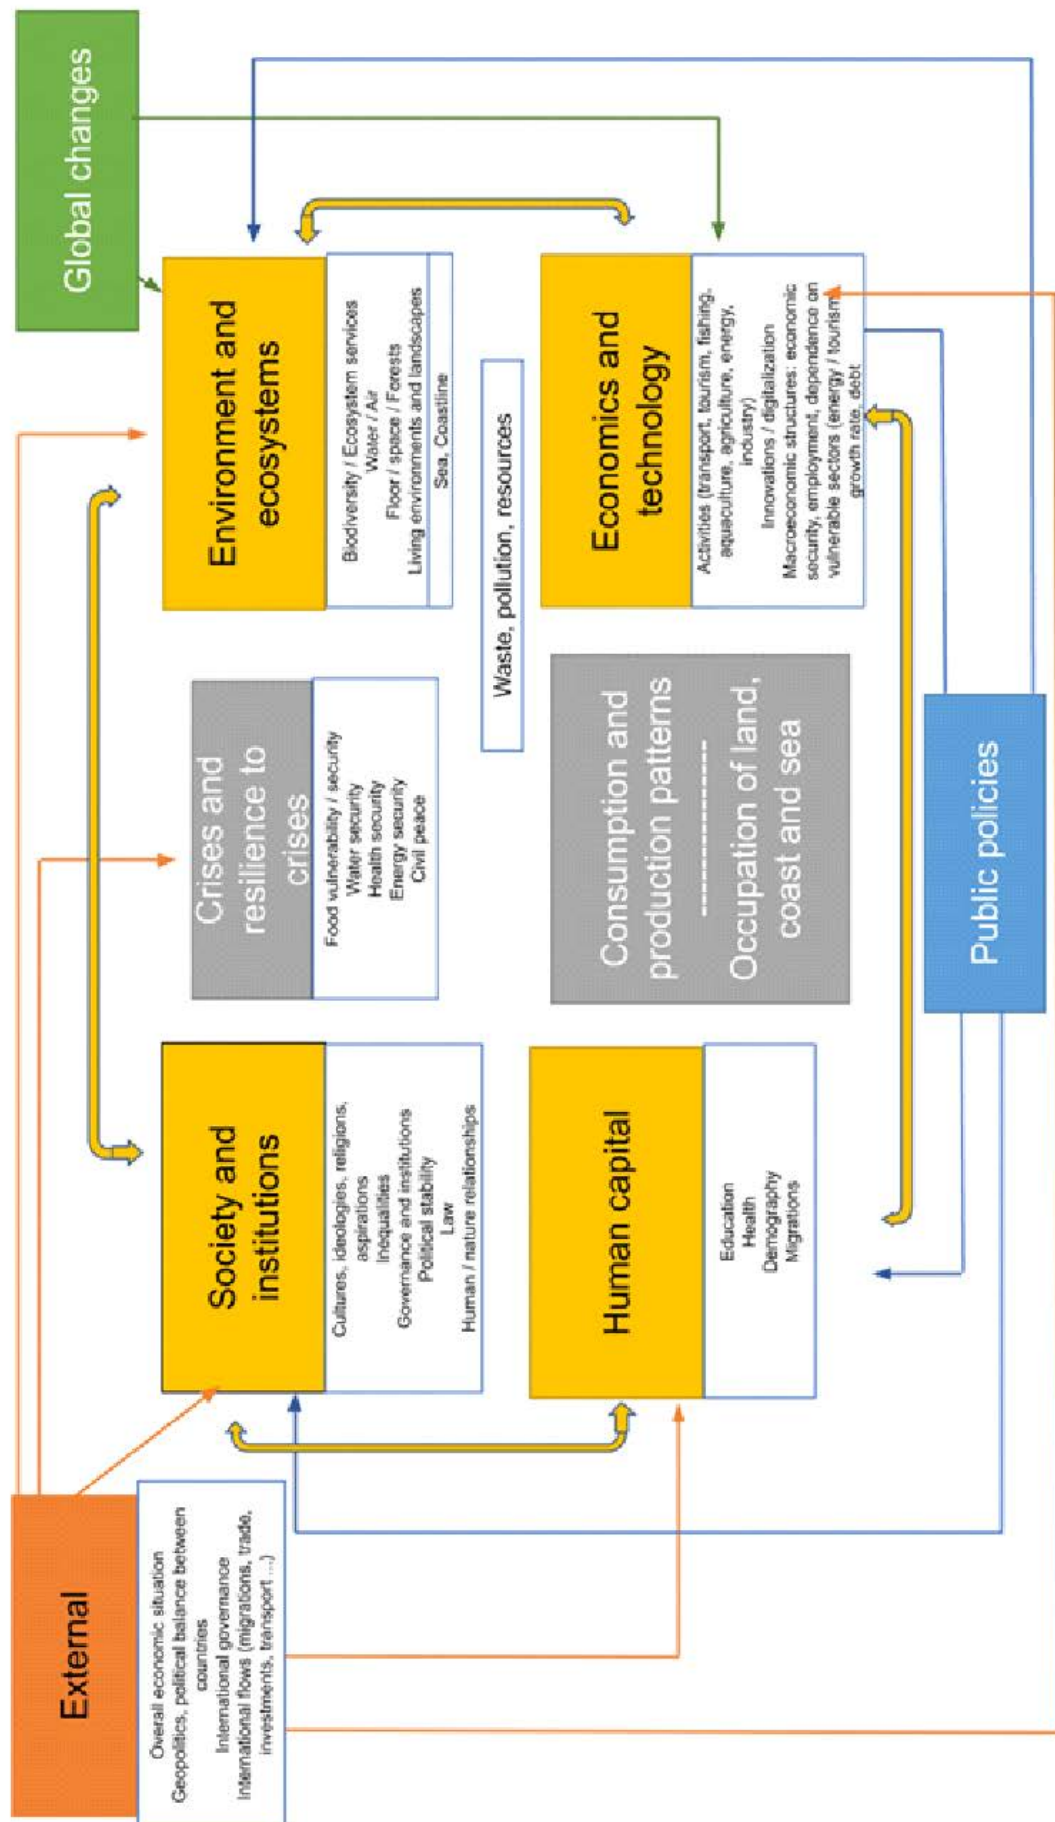 External
Overall economic situation
Geopolitics, political balance between
countries
International governance
International flows (migrations, trade,
investments, transport ...)
Global changes
Society and
institutions
Cultures, ideologies, religions,
aspirations
Inequalities
Governance and institutions
Political stability
Law
Human / nature relationships
Crises and
resilience to
crises
Food vulnerability / security
Water security
Health security
Energy security
Civil peace
Environment and
ecosystems
Biodiversity / Ecosystem services
Water / Air
Floor / space / Forests
Living environments and landscapes
Sea, Coastline
Waste, pollution, resources
Human capital
Education
Health
Demography
Migrations
Consumption and
production patterns
------------
Occupation of land,
coast and sea
Economics and
technology
Activities (transport, tourism, fishing,
aquaculture, agriculture, energy,
industry)
Innovations / digitalization
Macroeconomic structures: economic
security, employment, dependence on
vulnerable sectors (energy / tourism
growth rate, debt
Public policies